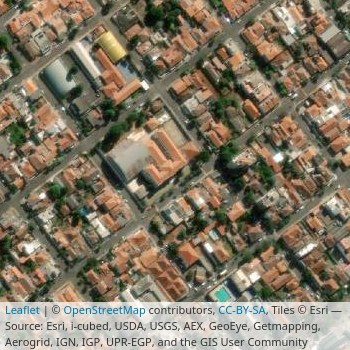 Leaflet | © OpenStreetMap contributors, CC-BY-SA, Tiles © Esri —
Source: Esri, i-cubed, USDA, USGS, AEX, GeoEye, Getmapping,
Aerogrid, IGN, IGP, UPR-EGP, and the GIS User Community